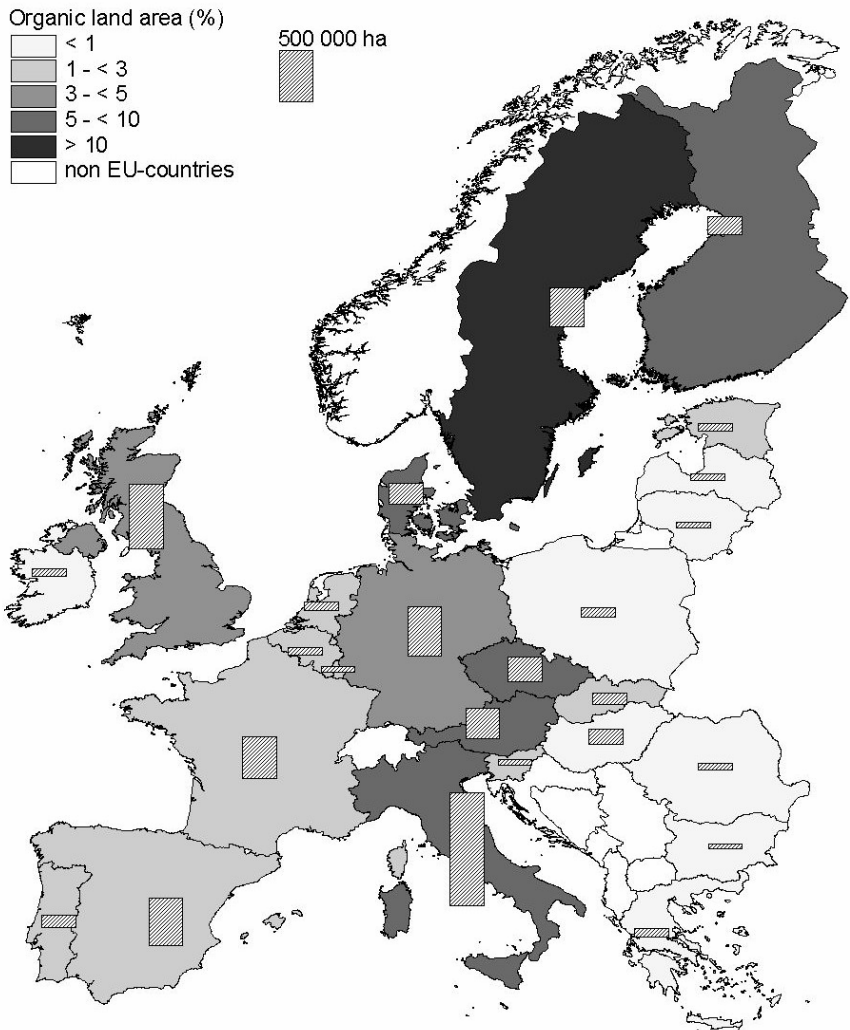 Organic land area (%)
< 1
1 - < 3
3 - < 5
5 - < 10
> 10
non EU-countries
500 000 ha